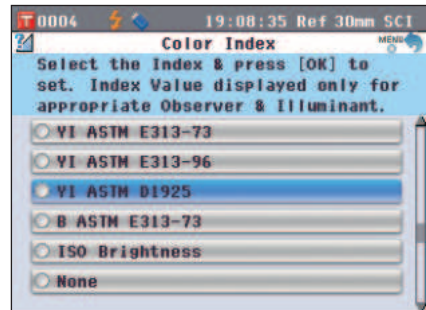 T 0004 19:08:35 Ref 30mm SCI
Color Index MENU
Select the Index & press [OK] to
set. Index Value displayed only for
appropriate Observer & Illuminant.
YI ASTM E313-73
YI ASTM E313-96
YI ASTM D1925
B ASTM E313-73
ISO Brightness
None